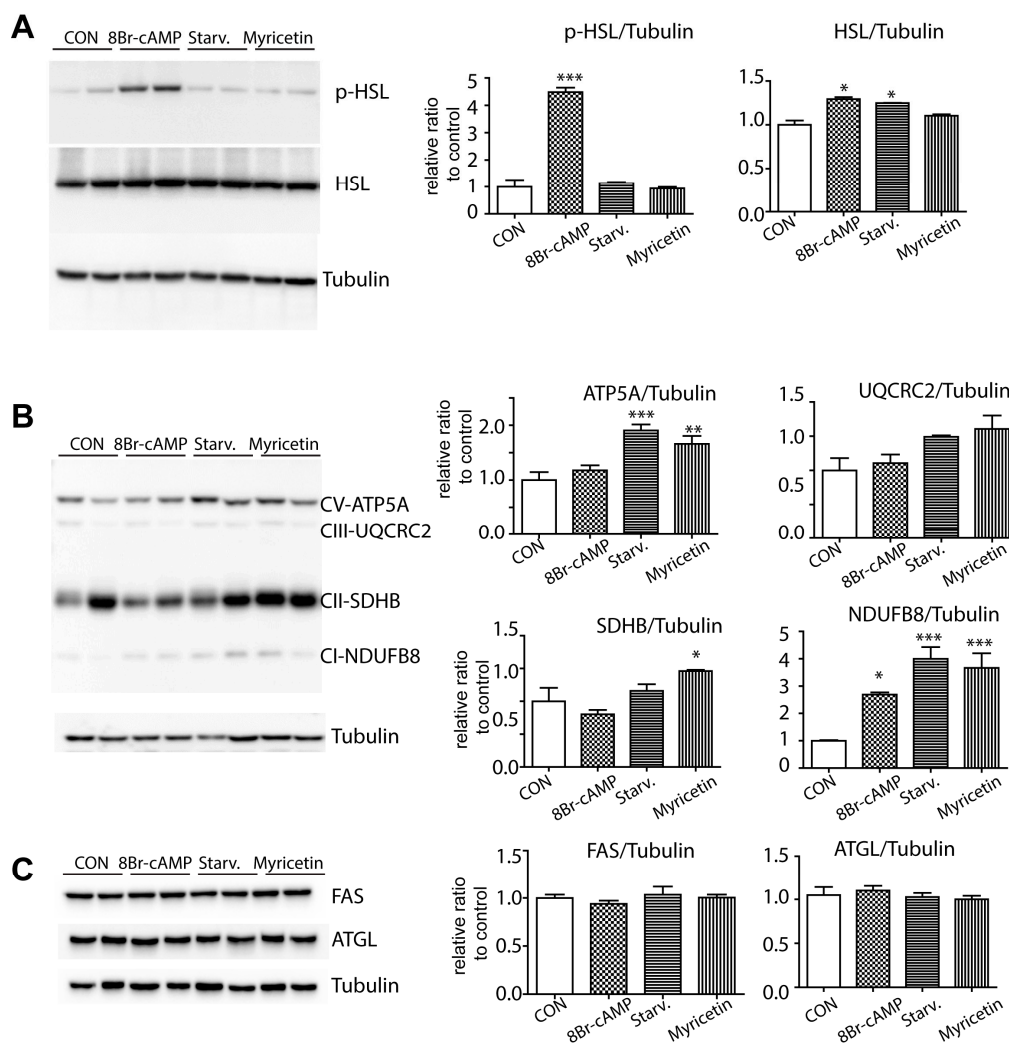 A
CON 8Br-cAMP Starv. Myricetin
p-HSL
HSL
Tubulin
p-HSL/Tubulin
relative ratio
to control
5
4
3
2
1
0
***
CON
8Br-cAMP
Starv.
Myricetin
HSL/Tubulin
1.5
1.0
0.5
0.0
*
*
CON
8Br-cAMP
Starv.
Myricetin
B
CON 8Br-cAMP Starv. Myricetin
CV-ATP5A
CIII-UQCRC2
CII-SDHB
CI-NDUFB8
Tubulin
ATP5A/Tubulin
relative ratio
to control
2.0
1.0
0.0
***
**
CON
8Br-cAMP
Starv.
Myricetin
UQCRC2/Tubulin
1.5
1.0
0.5
0.0
CON
8Br-cAMP
Starv.
Myricetin
SDHB/Tubulin
relative ratio
to control
1.5
1.0
0.5
0.0
*
CON
8Br-cAMP
Starv.
Myricetin
NDUFB8/Tubulin
5
4
3
2
1
0
*
***
***
CON
8Br-cAMP
Starv.
Myricetin
C
CON 8Br-cAMP Starv. Myricetin
FAS
ATGL
Tubulin
FAS/Tubulin
relative ratio
to control
1.5
1.0
0.5
0.0
CON
8Br-cAMP
Starv.
Myricetin
ATGL/Tubulin
1.5
1.0
0.5
0.0
CON
8Br-cAMP
Starv.
Myricetin